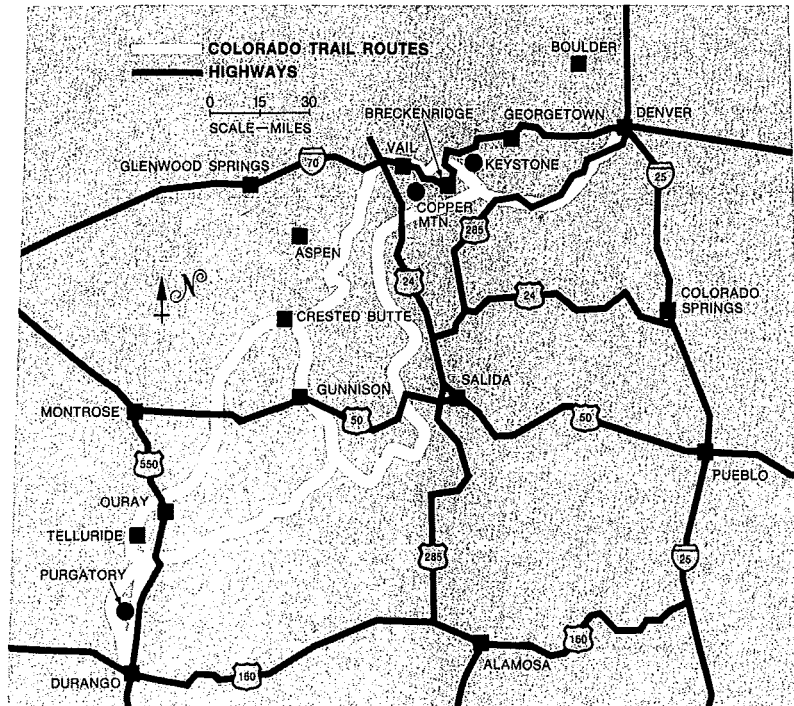 COLORADO TRAIL ROUTES
HIGHWAYS
0 15 30
SCALE—MILES
BOULDER
BRECKENRIDGE
GEORGETOWN
DENVER
VAIL
KEYSTONE
GLENWOOD SPRINGS
70
25
COPPER
MTN.
285
ASPEN
N
24
24
COLORADO
SPRINGS
CRESTED BUTTE
GUNNISON
SALIDA
MONTROSE
50
50
550
PUEBLO
OURAY
TELLURIDE
285
25
PURGATORY
160
ALAMOSA
160
DURANGO